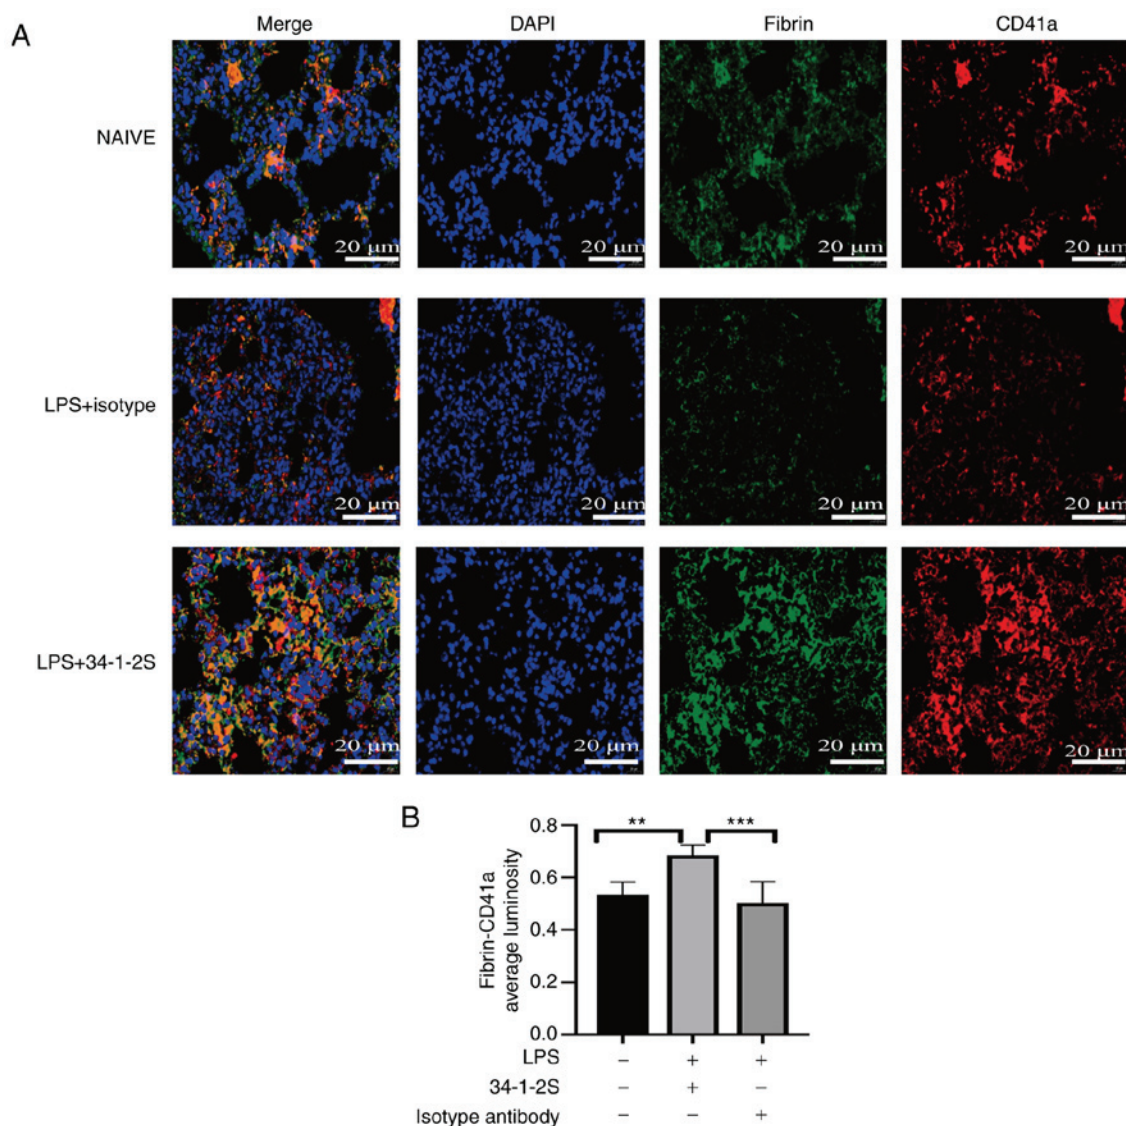 A
Merge DAPI Fibrin CD41a
NAIVE
20 μm 20 μm 20 μm 20 μm
LPS+isotype
20 μm 20 μm 20 μm 20 μm
LPS+34-1-2S
20 μm 20 μm 20 μm 20 μm
B
** ***
Fibrin-CD41a
average luminosity
0.8
0.6
0.4
0.2
0.0
LPS – + +
34-1-2S – + –
Isotype antibody – – +